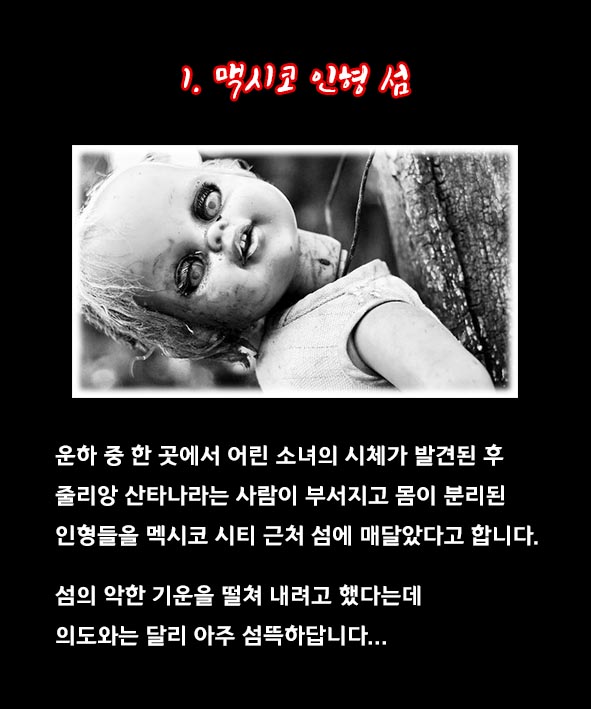 1. 맥시코 인형 섬
운하 중 한 곳에서 어린 소녀의 시체가 발견된 후
줄리앙 산타나라는 사람이 부서지고 몸이 분리된
인형들을 멕시코 시티 근처 섬에 매달았다고 합니다.
섬의 악한 기운을 떨쳐 내려고 했다는데
의도와는 달리 아주 섬뜩하답니다...